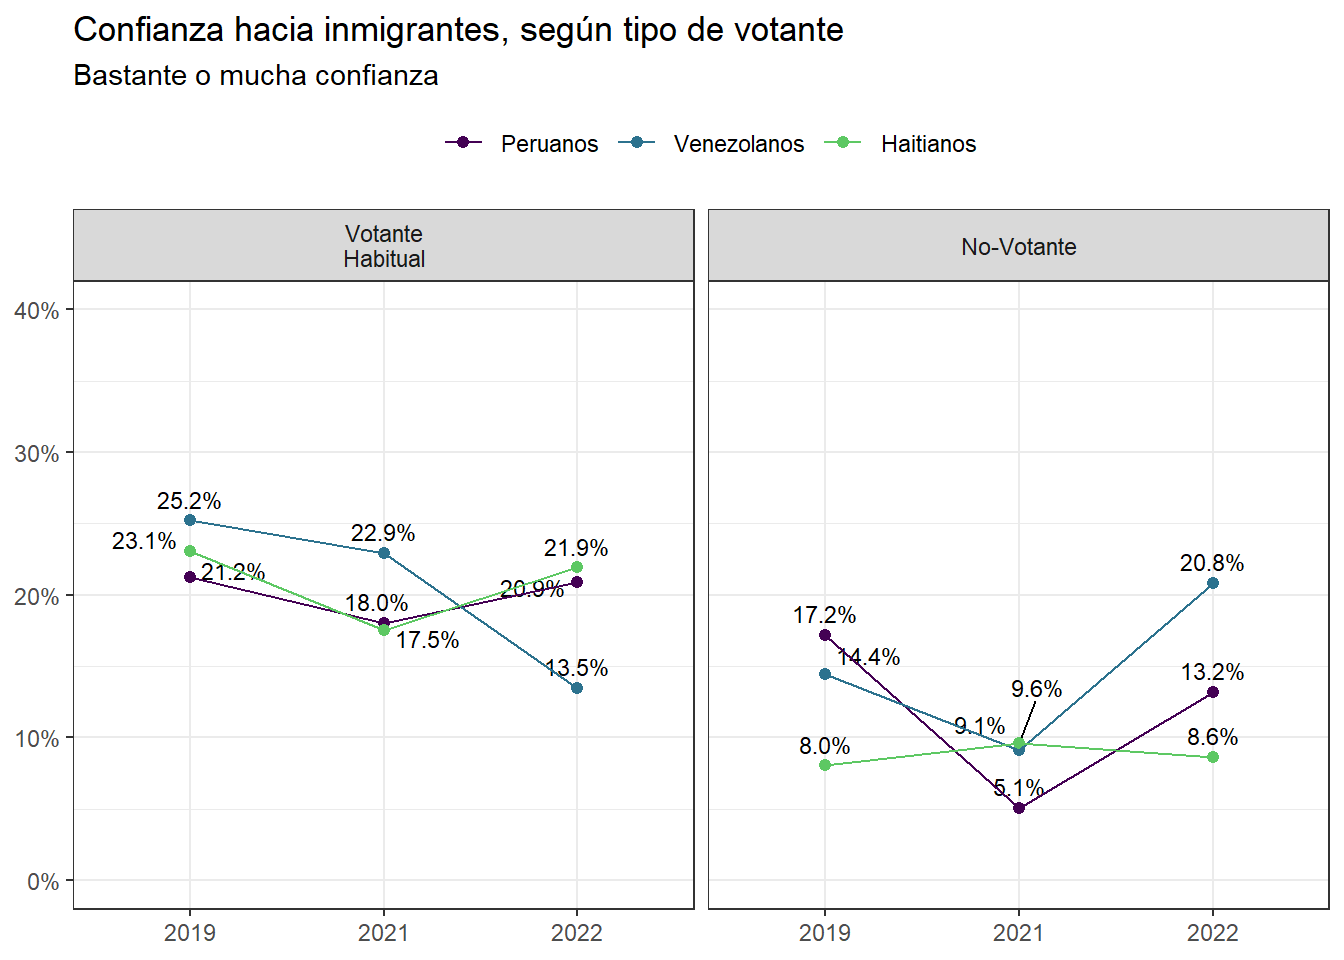 Confianza hacia inmigrantes, según tipo de votante
Bastante o mucha confianza
Peruanos Venezolanos Haitianos
Votante
Habitual
No-Votante
40%
30%
20%
10%
0%
25.2%
23.1%
21.2%
22.9%
18.0%
17.5%
21.9%
20.9%
13.5%
17.2%
14.4%
8.0%
9.6%
9.1%
5.1%
20.8%
13.2%
8.6%
2019 2021 2022
2019 2021 2022